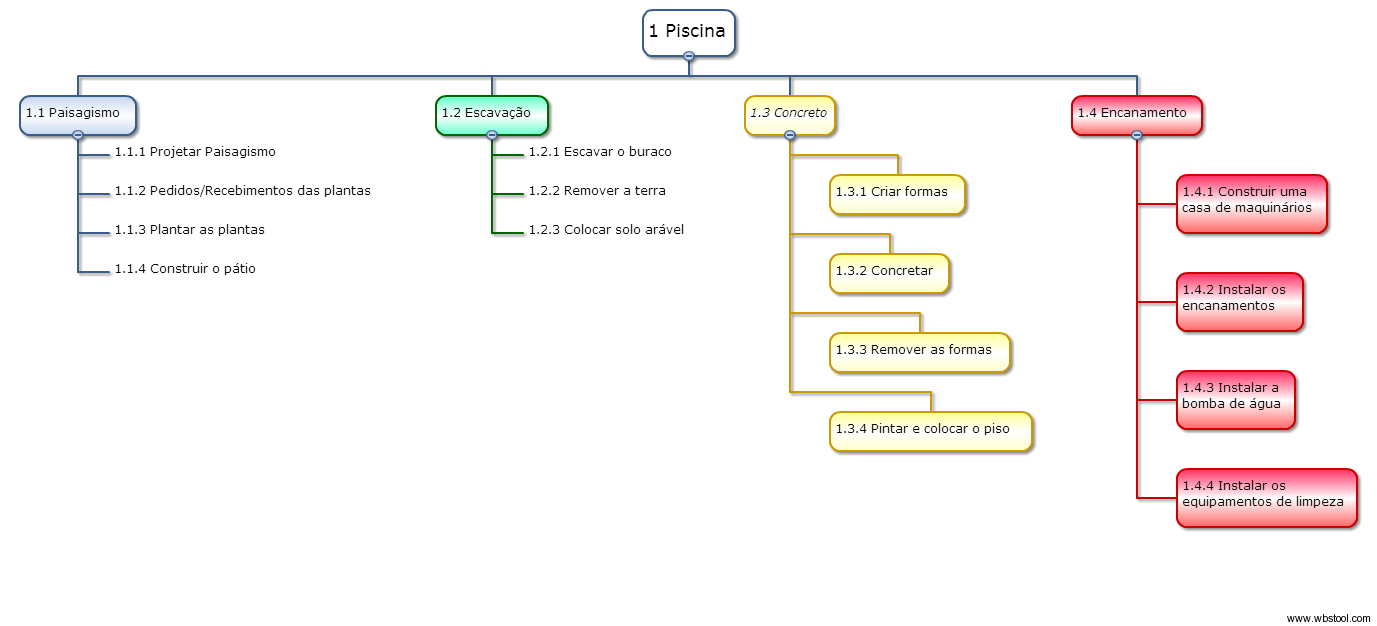 1 Piscina
1.1 Paisagismo
1.1.1 Projetar Paisagismo
1.1.2 Pedidos/Recebimentos das plantas
1.1.3 Plantar as plantas
1.1.4 Construir o pátio
1.2 Escavação
1.2.1 Escavar o buraco
1.2.2 Remover a terra
1.2.3 Colocar solo arável
1.3 Concreto
1.3.1 Criar formas
1.3.2 Concretar
1.3.3 Remover as formas
1.3.4 Pintar e colocar o piso
1.4 Encanamento
1.4.1 Construir uma
casa de maquinários
1.4.2 Instalar os
encanamentos
1.4.3 Instalar a
bomba de água
1.4.4 Instalar os
equipamentos de limpeza
www.wbstool.com